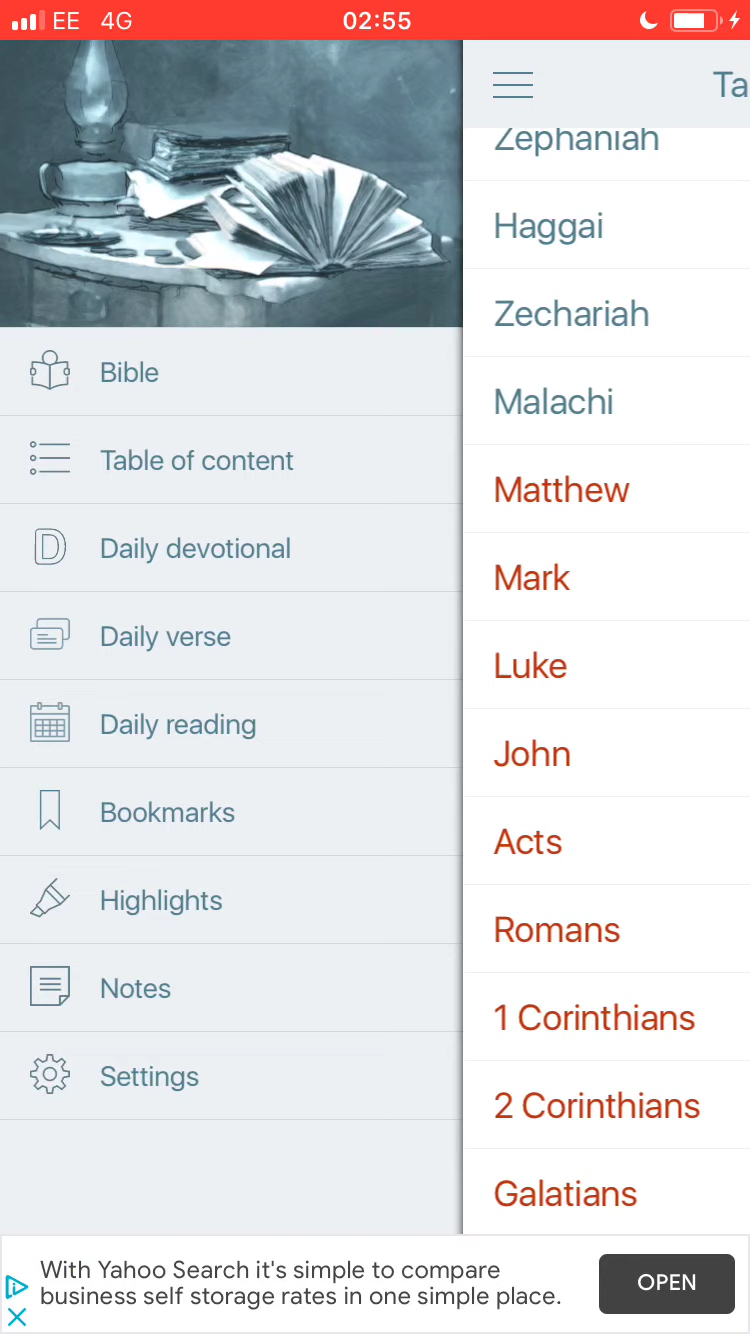 EE 4G 02:55
Bible
Table of content
Daily devotional
Daily verse
Daily reading
Bookmarks
Highlights
Notes
Settings
Ta
Zephaniah
Haggai
Zechariah
Malachi
Matthew
Mark
Luke
John
Acts
Romans
1 Corinthians
2 Corinthians
Galatians
With Yahoo Search it's simple to compare
business self storage rates in one simple place.
OPEN